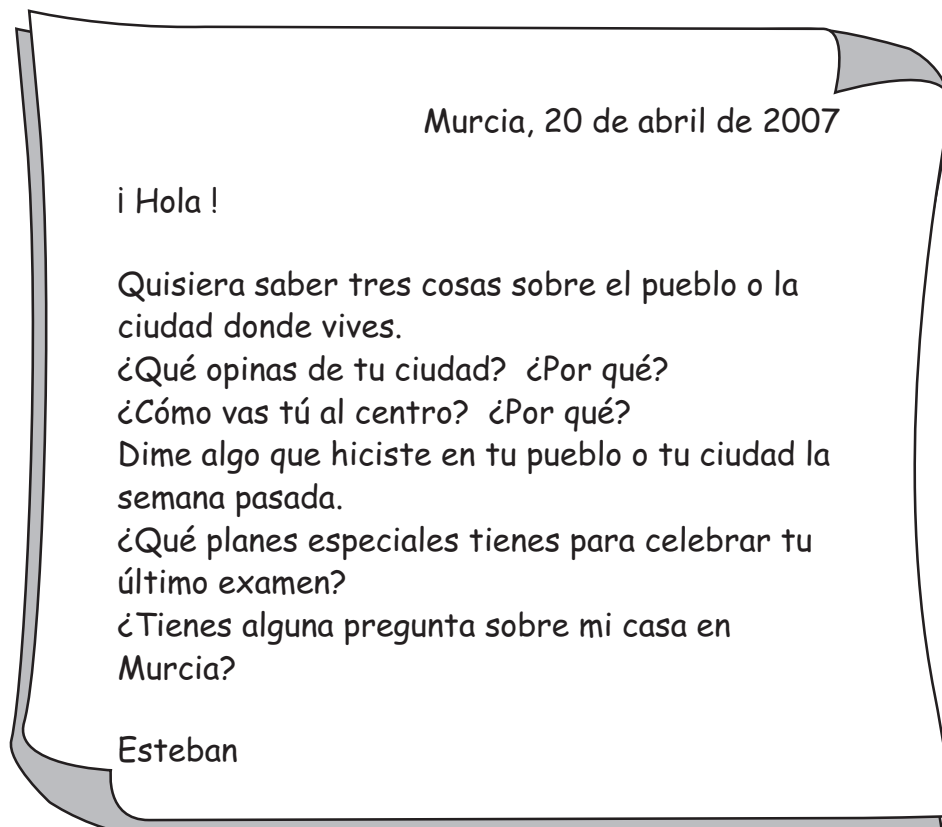 Murcia, 20 de abril de 2007
¡ Hola !
Quisiera saber tres cosas sobre el pueblo o la
ciudad donde vives.
¿Qué opinas de tu ciudad? ¿Por qué?
¿Cómo vas tú al centro? ¿Por qué?
Dime algo que hiciste en tu pueblo o tu ciudad la
semana pasada.
¿Qué planes especiales tienes para celebrar tu
último examen?
¿Tienes alguna pregunta sobre mi casa en
Murcia?
Esteban